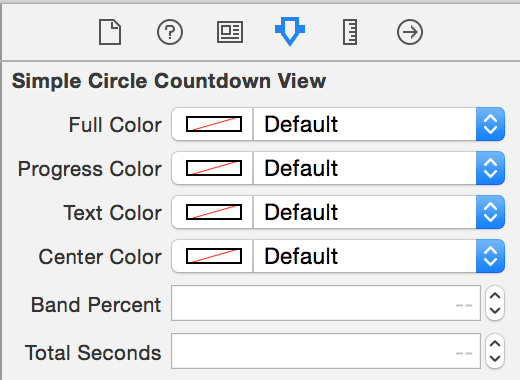 Simple Circle Countdown View
Full Color Default
Progress Color Default
Text Color Default
Center Color Default
Band Percent --
Total Seconds --